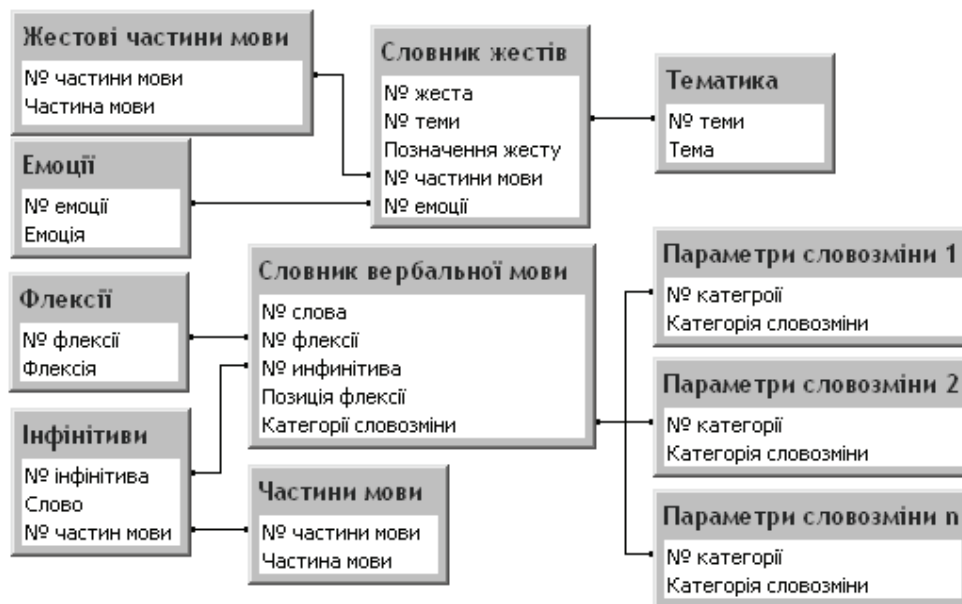 Жестові частини мови
№ частини мови
Частина мови
Словник жестів
№ жеста
№ теми
Позначення жесту
№ частини мови
№ емоції
Тематика
№ теми
Тема
Емоції
№ емоції
Емоція
Словник вербальної мови
№ слова
№ флексії
№ инфинітива
Позиція флексії
Категорії словозміни
Флексії
№ флексії
Флексія
Інфінітиви
№ інфінітива
Слово
№ частин мови
Частини мови
№ частини мови
Частина мови
Параметри словозміни 1
№ категрої
Категорія словозміни
Параметри словозміни 2
№ категорії
Категорія словозміни
Параметри словозміни n
№ категорії
Категорія словозміни